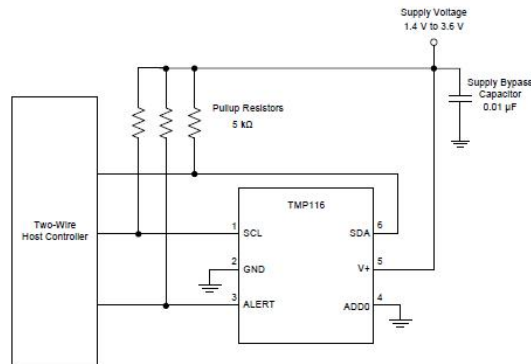 Supply Voltage
1.4 V to 3.6 V
Supply Bypass
Capacitor
0.01 µF
Pullup Resistors
5 kΩ
Two-Wire
Host Controller
TMP116
1 SCL
SDA 6
2 GND
V+ 5
3 ALERT
ADD0 4